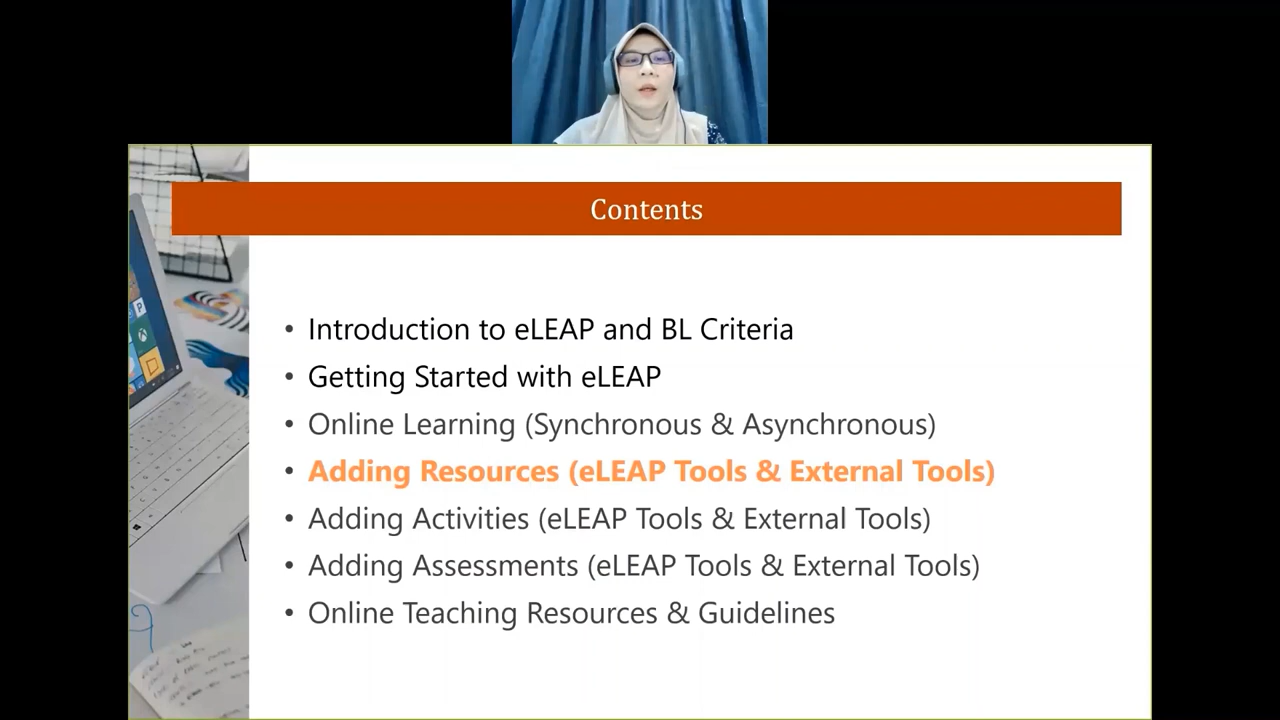 Contents
• Introduction to eLEAP and BL Criteria
• Getting Started with eLEAP
• Online Learning (Synchronous & Asynchronous)
• Adding Resources (eLEAP Tools & External Tools)
• Adding Activities (eLEAP Tools & External Tools)
• Adding Assessments (eLEAP Tools & External Tools)
• Online Teaching Resources & Guidelines